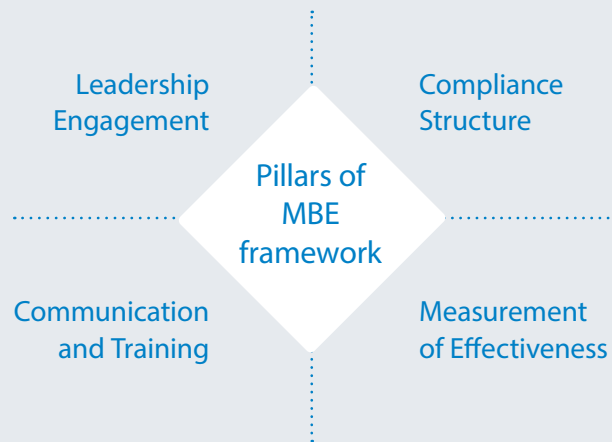 Leadership
Engagement
Compliance
Structure
Pillars of
MBE
framework
Communication
and Training
Measurement
of Effectiveness